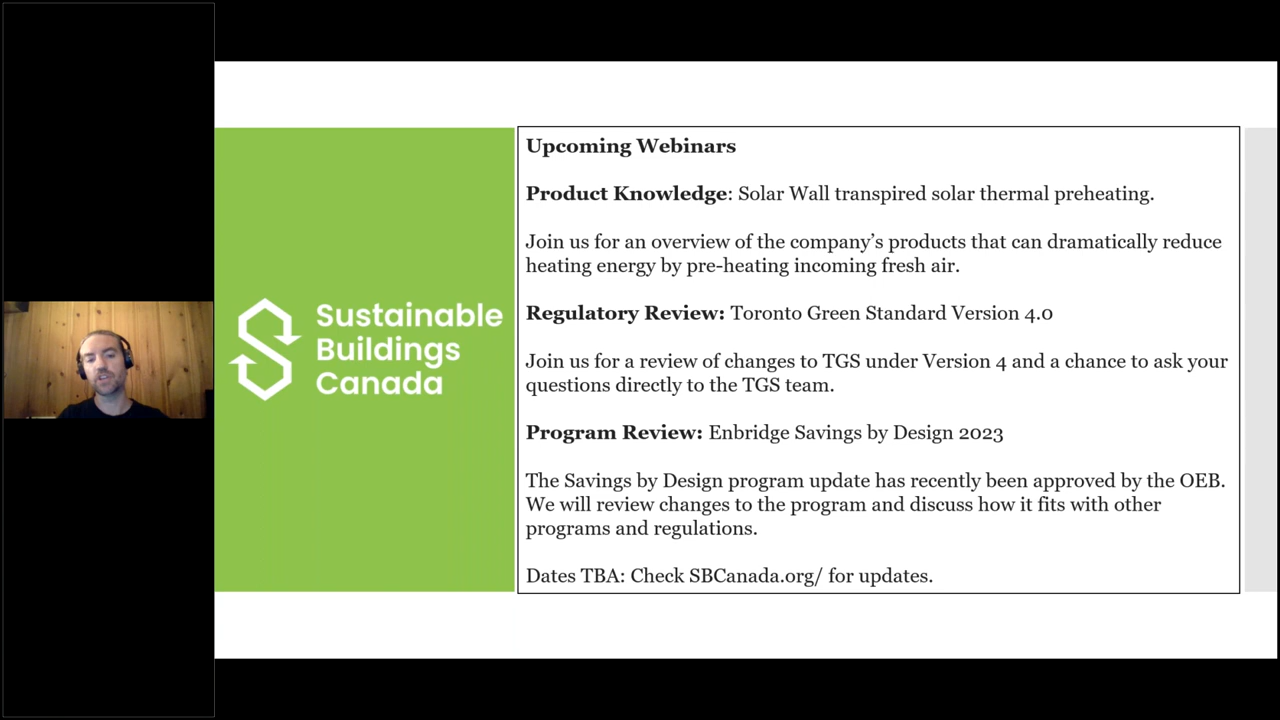 Sustainable
Buildings
Canada
Upcoming Webinars
Product Knowledge: Solar Wall transpired solar thermal preheating.
Join us for an overview of the company’s products that can dramatically reduce
heating energy by pre-heating incoming fresh air.
Regulatory Review: Toronto Green Standard Version 4.0
Join us for a review of changes to TGS under Version 4 and a chance to ask your
questions directly to the TGS team.
Program Review: Enbridge Savings by Design 2023
The Savings by Design program update has recently been approved by the OEB.
We will review changes to the program and discuss how it fits with other
programs and regulations.
Dates TBA: Check SBCanada.org/ for updates.